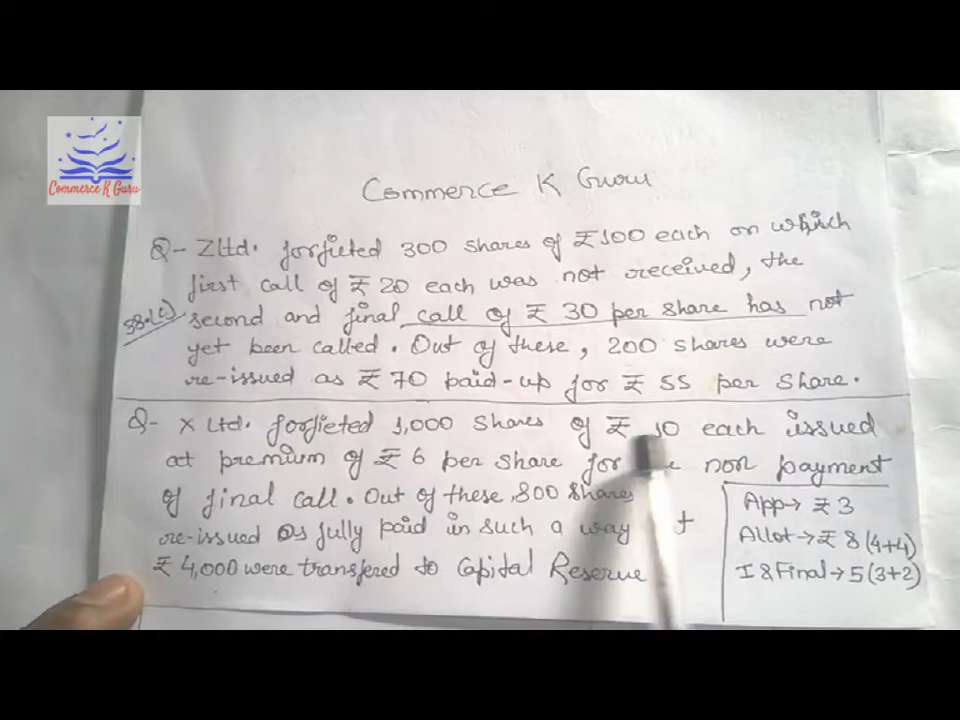 Commerce K Guru
Commerce K Guru
Q- Z Ltd. forfieted 300 shares of ₹100 each on which
first call of ₹ 20 each was not received, the
38.(c)
second and final call of ₹ 30 per share has not
yet been called. Out of these, 200 shares were
re-issued as ₹ 70 paid-up for ₹ 55 per share.
Q- X Ltd. forfieted 1,000 shares of ₹ 10 each issued
at premium of ₹ 6 per share for non payment
of final call. Out of these, 800 shares
re-issued as fully paid in such a way
₹ 4,000 were transfered to Capital Reserve
App→ ₹ 3
Allot→ ₹ 8 (4+4)
I & Final→ 5 (3+2)